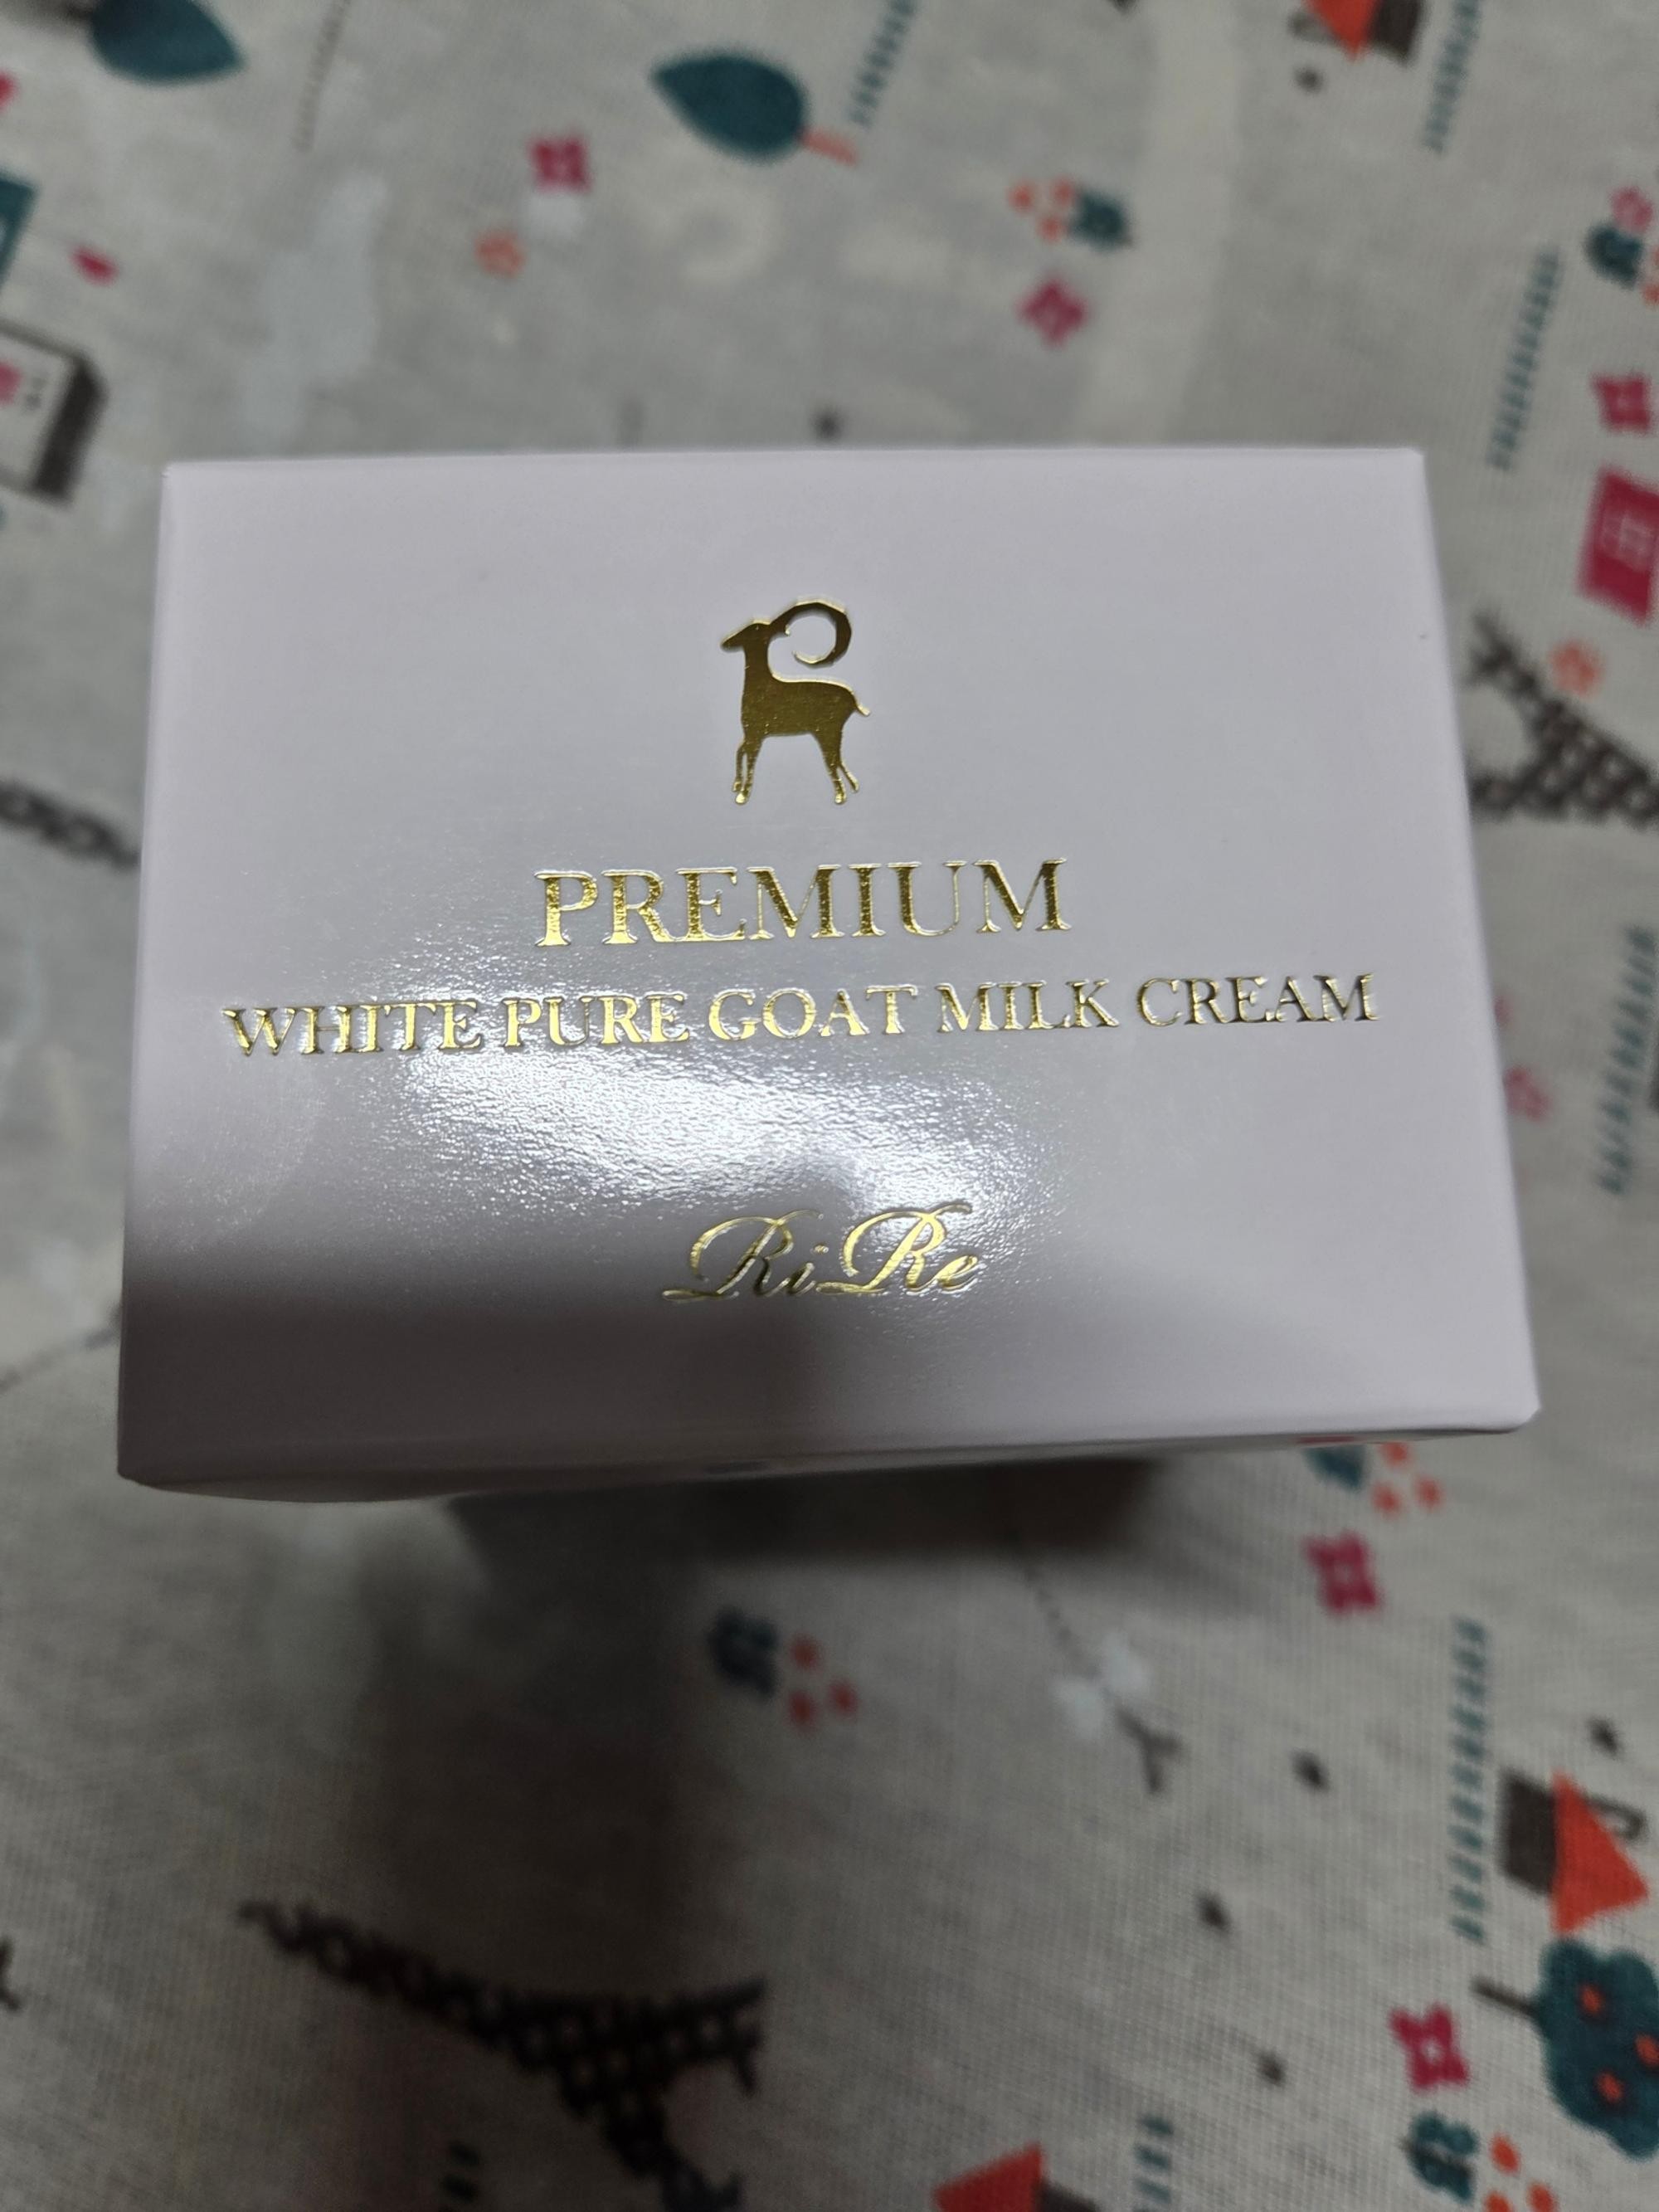 PREMIUM
WHITE PURE GOAT MILK CREAM
RiRe